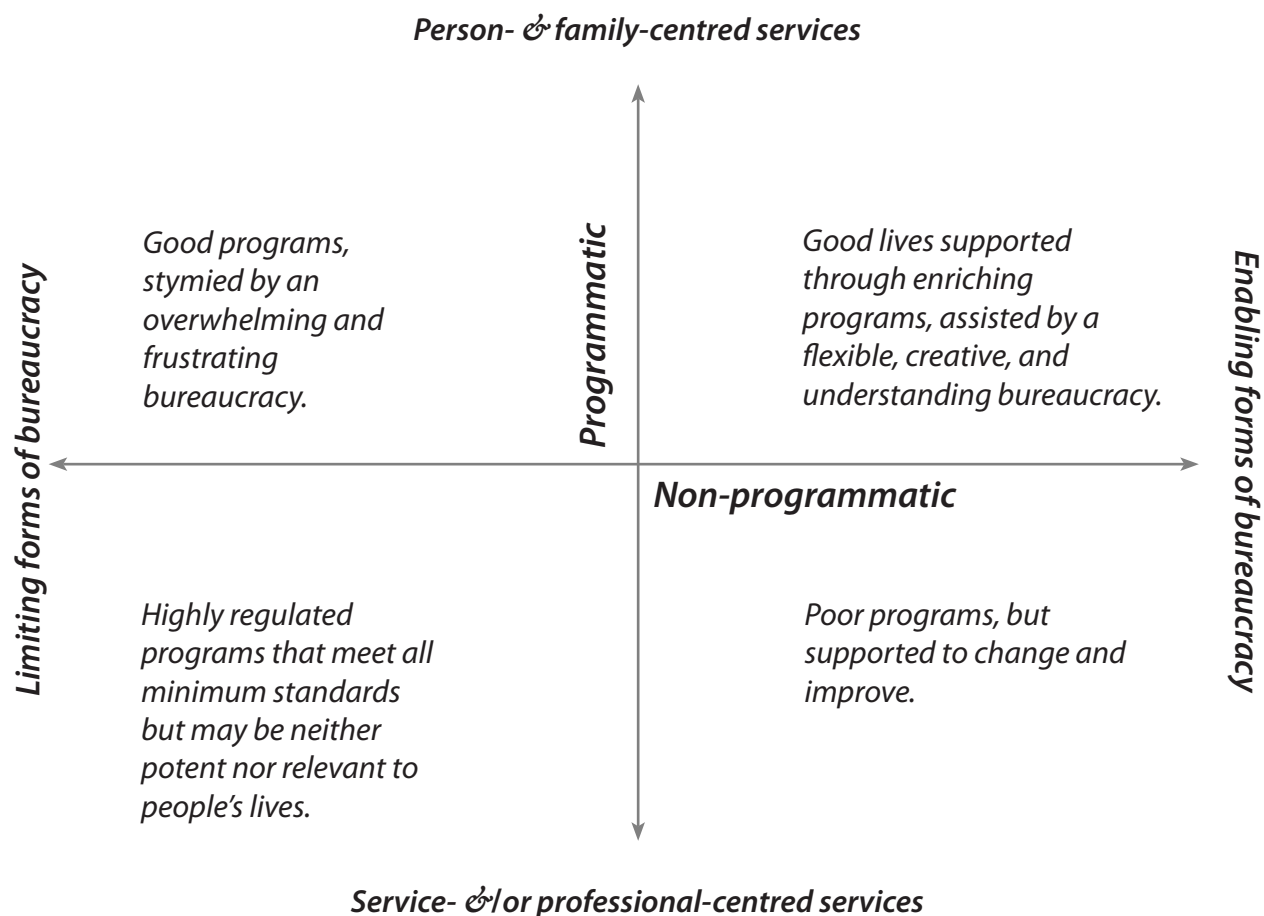 Person- & family-centred services
Good programs,
stymied by an
overwhelming and
frustrating
bureaucracy.
Programmatic
Good lives supported
through enriching
programs, assisted by a
flexible, creative, and
understanding bureaucracy.
Limiting forms of bureaucracy
Enabling forms of bureaucracy
Non-programmatic
Highly regulated
programs that meet all
minimum standards
but may be neither
potent nor relevant to
people’s lives.
Poor programs, but
supported to change and
improve.
Service- &/or professional-centred services